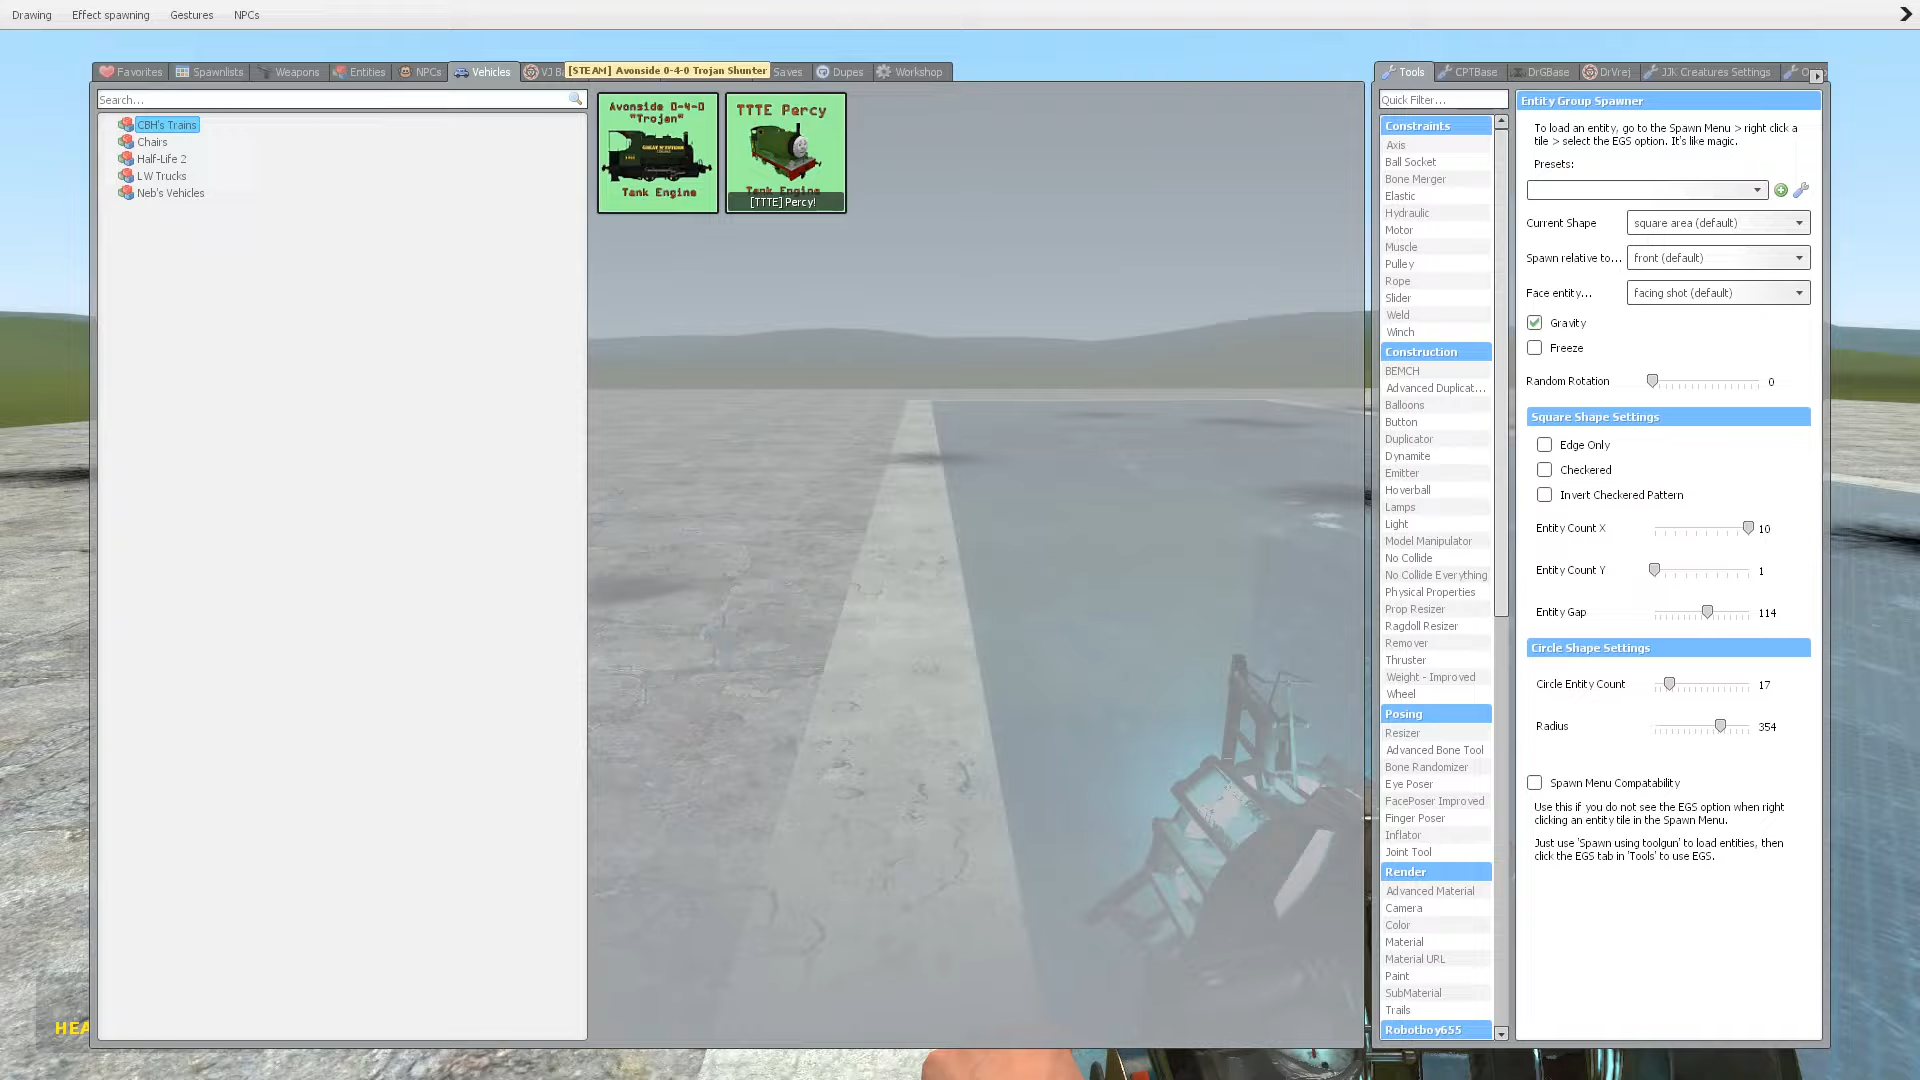 Drawing Effect spawning Gestures NPCs
Favorites Spawnlists Weapons Entities NPCs Vehicles VJ B [STEAM] Avonside 0-4-0 Trojan Shunter Saves Dupes Workshop
Search...
CBH's Trains
Chairs
Half-Life 2
LW Trucks
Neb's Vehicles
Avonside 0-4-0
"Trojan"
GREAT WESTERN
Tank Engine
TTTE Percy
Tank Engine
[TTTE] Percy!
Tools CPTBase DrGBase DrVrej JJK Creatures Settings
Quick Filter...
Constraints
Axis
Ball Socket
Bone Merger
Elastic
Hydraulic
Motor
Muscle
Pulley
Rope
Slider
Weld
Winch
Construction
BEMCH
Advanced Duplicat...
Balloons
Button
Duplicator
Dynamite
Emitter
Hoverball
Lamps
Light
Model Manipulator
No Collide
No Collide Everything
Physical Properties
Prop Resizer
Ragdoll Resizer
Remover
Thruster
Weight - Improved
Wheel
Posing
Resizer
Advanced Bone Tool
Bone Randomizer
Eye Poser
FacePoser Improved
Finger Poser
Inflator
Joint Tool
Render
Advanced Material
Camera
Color
Material
Material URL
Paint
SubMaterial
Trails
Robotboy655
Entity Group Spawner
To load an entity, go to the Spawn Menu > right click a
tile > select the EGS option. It's like magic.
Presets:
Current Shape square area (default)
Spawn relative to... front (default)
Face entity... facing shot (default)
Gravity
Freeze
Random Rotation 0
Square Shape Settings
Edge Only
Checkered
Invert Checkered Pattern
Entity Count X 10
Entity Count Y 1
Entity Gap 114
Circle Shape Settings
Circle Entity Count 17
Radius 354
Spawn Menu Compatability
Use this if you do not see the EGS option when right
clicking an entity tile in the Spawn Menu.
Just use 'Spawn using toolgun' to load entities, then
click the EGS tab in 'Tools' to use EGS.
HEA